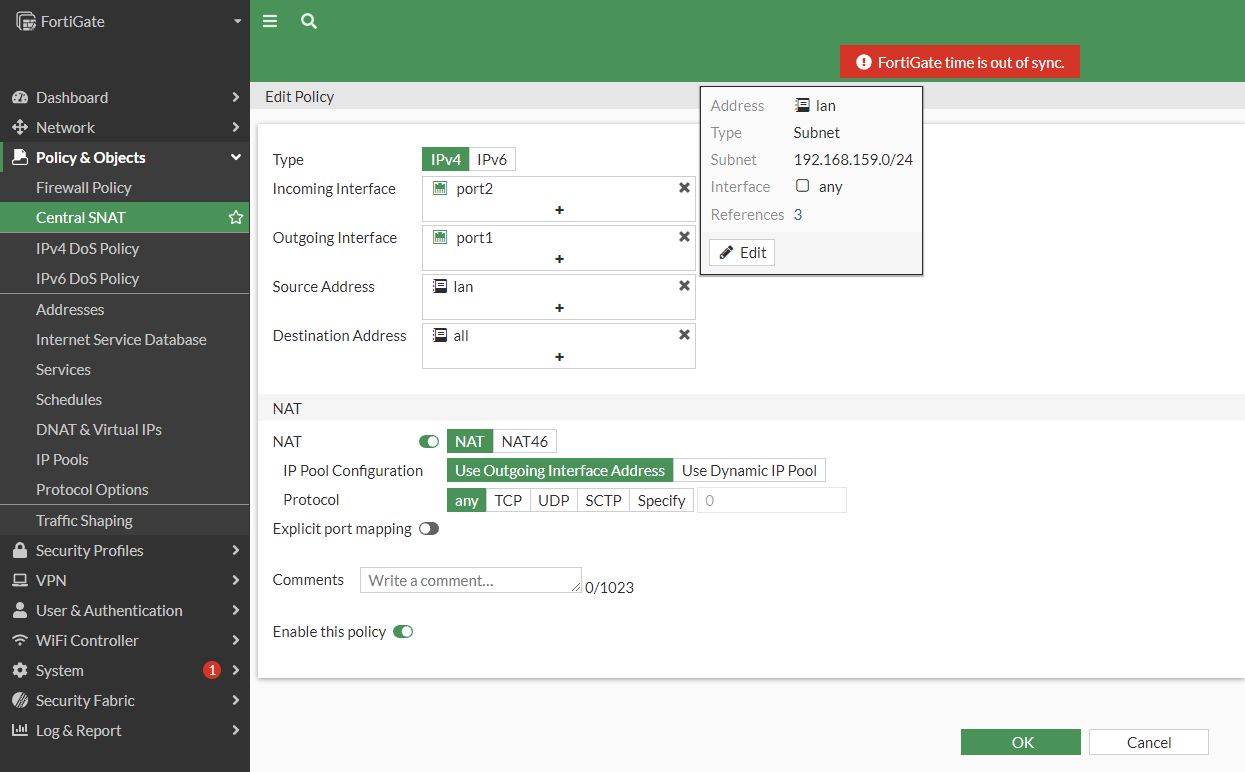 FortiGate
FortiGate time is out of sync.
Dashboard
Network
Policy & Objects
Firewall Policy
Central SNAT
IPv4 DoS Policy
IPv6 DoS Policy
Addresses
Internet Service Database
Services
Schedules
DNAT & Virtual IPs
IP Pools
Protocol Options
Traffic Shaping
Security Profiles
VPN
User & Authentication
WiFi Controller
System 1
Security Fabric
Log & Report
Edit Policy
Type IPv4 IPv6
Incoming Interface port2
+
Outgoing Interface port1
+
Source Address lan
+
Destination Address all
+
Address lan
Type Subnet
Subnet 192.168.159.0/24
Interface any
References 3
Edit
NAT
NAT NAT NAT46
IP Pool Configuration Use Outgoing Interface Address Use Dynamic IP Pool
Protocol any TCP UDP SCTP Specify 0
Explicit port mapping
Comments Write a comment... 0/1023
Enable this policy
OK Cancel